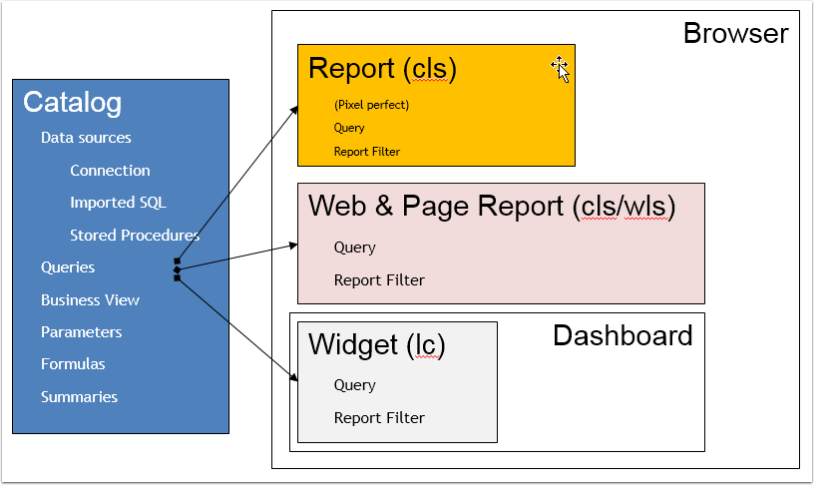 Browser
Catalog
Data sources
Connection
Imported SQL
Stored Procedures
Queries
Business View
Parameters
Formulas
Summaries
Report (cls)
(Pixel perfect)
Query
Report Filter
Web & Page Report (cls/wls)
Query
Report Filter
Dashboard
Widget (lc)
Query
Report Filter